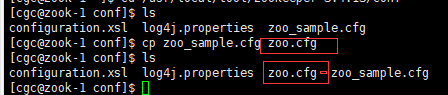 [cgc@zook-1 conf]$ ls
configuration.xsl  log4j.properties  zoo_sample.cfg
[cgc@zook-1 conf]$ cp zoo_sample.cfg zoo.cfg
[cgc@zook-1 conf]$ ls
configuration.xsl  log4j.properties  zoo.cfg  zoo_sample.cfg
[cgc@zook-1 conf]$